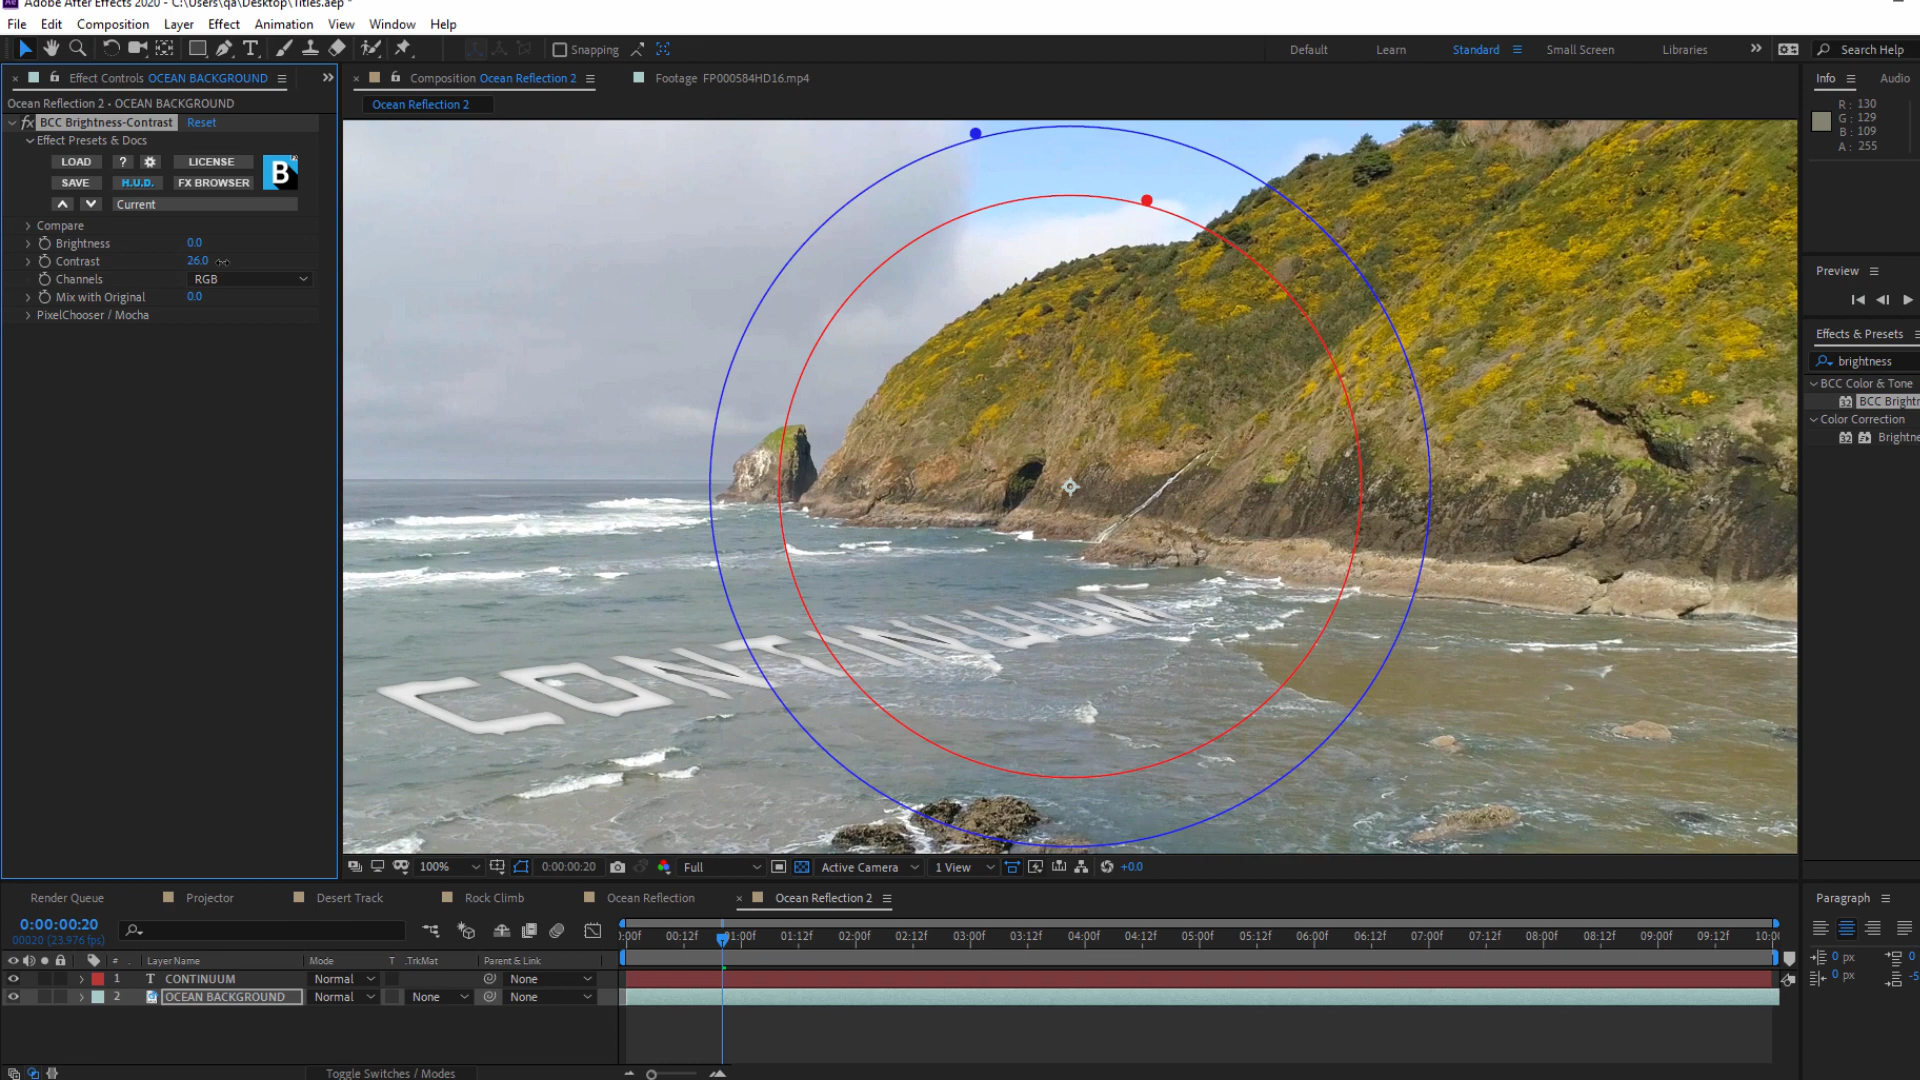 Adobe After Effects 2020 - C:\Users\qa\Desktop\Titles.aep *
File Edit Composition Layer Effect Animation View Window Help
Snapping
Default Learn Standard Small Screen Libraries Search Help
Effect Controls OCEAN BACKGROUND
Composition Ocean Reflection 2
Footage FP000584HD16.mp4
Info Audio
Ocean Reflection 2 • OCEAN BACKGROUND
Ocean Reflection 2
R: 130
G: 129
B: 109
A: 255
fx BCC Brightness-Contrast Reset
Effect Presets & Docs
LOAD ? LICENSE
B
SAVE H.U.D. FX BROWSER
Current
Compare
Brightness 0.0
Contrast 26.0
Channels RGB
Mix with Original 0.0
PixelChooser / Mocha
Preview
Effects & Presets
brightness
BCC Color & Tone
32 BCC Brightn
Color Correction
32 Brightne
CONTINUUM
100% 0:00:00:20 Full Active Camera 1 View +0.0
Render Queue Projector Desert Track Rock Climb Ocean Reflection Ocean Reflection 2
Paragraph
0:00:00:20
00020 (23.976 fps)
:00f 00:12f 01:00f 01:12f 02:00f 02:12f 03:00f 03:12f 04:00f 04:12f 05:00f 05:12f 06:00f 06:12f 07:00f 07:12f 08:00f 08:12f 09:00f 09:12f 10:0
# Layer Name Mode T .TrkMat Parent & Link
0 px 0
0 px -5
1 T CONTINUUM Normal None
2 OCEAN BACKGROUND Normal None None
Toggle Switches / Modes